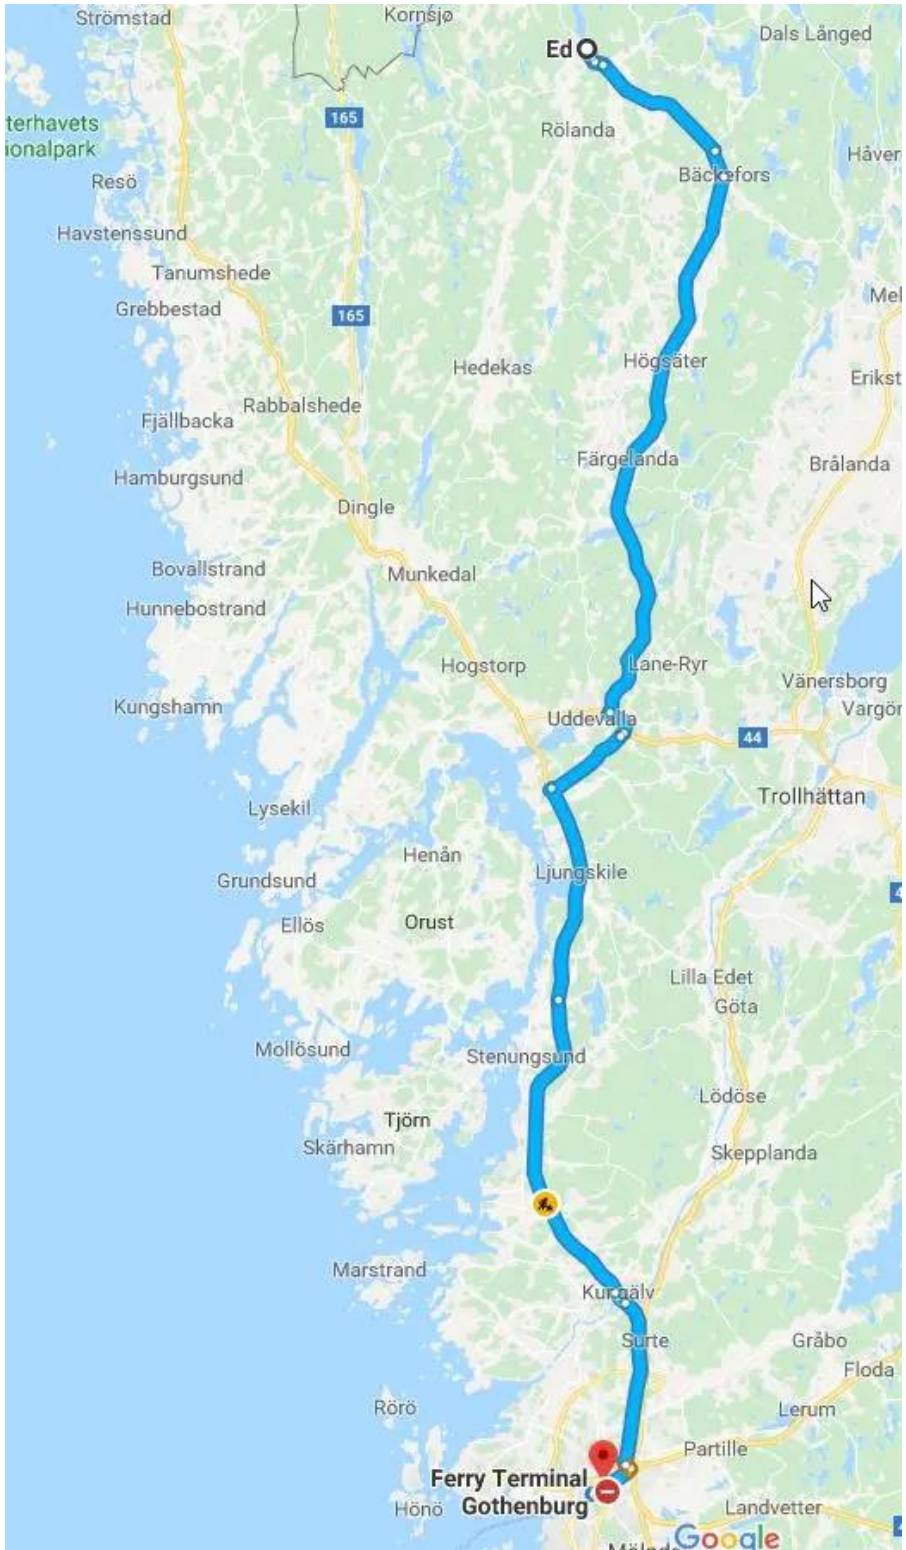 Strömstad
Kornsjø
Ed
Dals Långed
terhavets
ionalpark
165
Rölanda
Håver
Resö
Bäckefors
Havstenssund
Tanumshede
Grebbestad
165
Mel
Hedekas
Högsäter
Erikst
Rabbalshede
Fjällbacka
Färgelanda
Brålanda
Hamburgsund
Dingle
Bovallstrand
Munkedal
Hunnebostrand
Hogstorp
Lane-Ryr
Vänersborg
Kungshamn
Vargör
Uddevalla
44
Lysekil
Trollhättan
Henån
Ljungskile
Grundsund
4
Ellös
Orust
Lilla Edet
Göta
Mollösund
Stenungsund
Lödöse
Tjörn
Skärhamn
Skepplanda
Marstrand
Kungälv
Surte
Gråbo
Floda
Rörö
Lerum
Partille
Ferry Terminal
Gothenburg
Hönö
Landvetter
4
Google